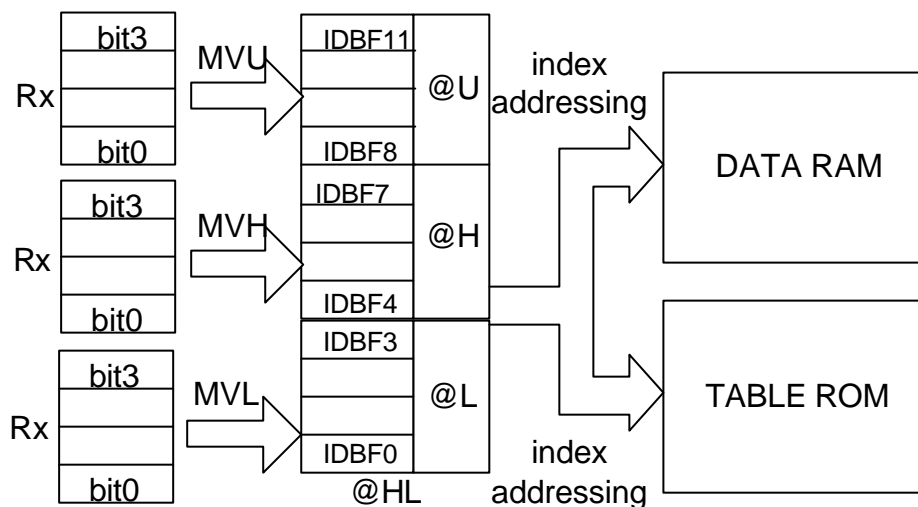 bit3
Rx
bit0
MVU
IDBF11
@U
IDBF8
index
addressing
DATA RAM
bit3
Rx
bit0
MVH
IDBF7
@H
IDBF4
bit3
Rx
bit0
MVL
IDBF3
@L
IDBF0
@HL
index
addressing
TABLE ROM